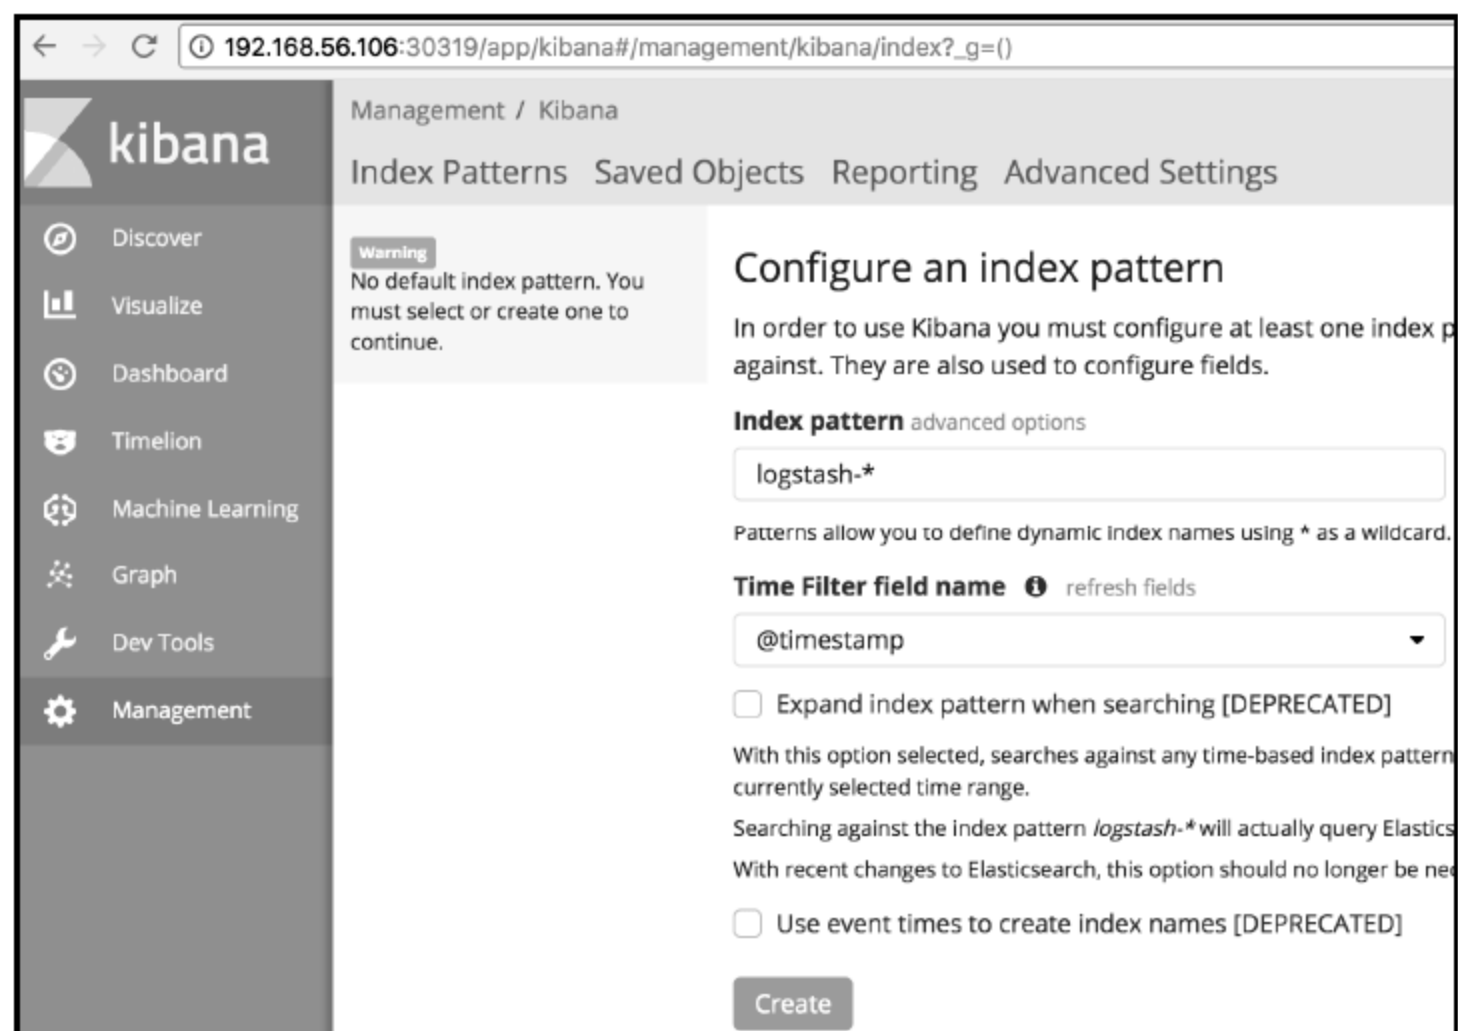 192.168.56.106:30319/app/kibana#/management/kibana/index?_g=()
kibana
Discover
Visualize
Dashboard
Timelion
Machine Learning
Graph
Dev Tools
Management
Management / Kibana
Index Patterns Saved Objects Reporting Advanced Settings
Warning
No default index pattern. You
must select or create one to
continue.
Configure an index pattern
In order to use Kibana you must configure at least one index p
against. They are also used to configure fields.
Index pattern advanced options
logstash-*
Patterns allow you to define dynamic index names using * as a wildcard.
Time Filter field name refresh fields
@timestamp
Expand index pattern when searching [DEPRECATED]
With this option selected, searches against any time-based index pattern
currently selected time range.
Searching against the index pattern logstash-* will actually query Elastics
With recent changes to Elasticsearch, this option should no longer be nec
Use event times to create index names [DEPRECATED]
Create